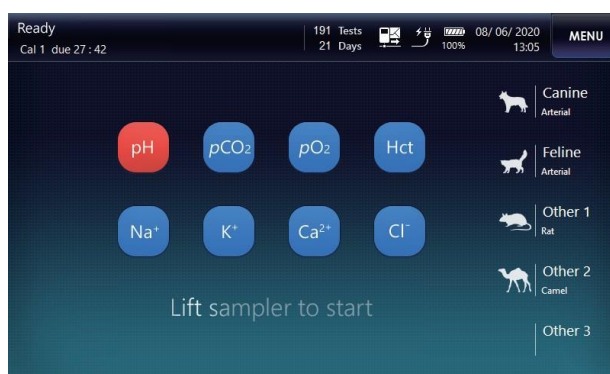 Ready
Cal 1 due 27 : 42
191 Tests
21 Days
100%
08/ 06/ 2020
13:05
MENU
pH pCO₂ pO₂ Hct
Na⁺ K⁺ Ca²⁺ Cl⁻
Lift sampler to start
Canine
Arterial
Feline
Arterial
Other 1
Rat
Other 2
Camel
Other 3